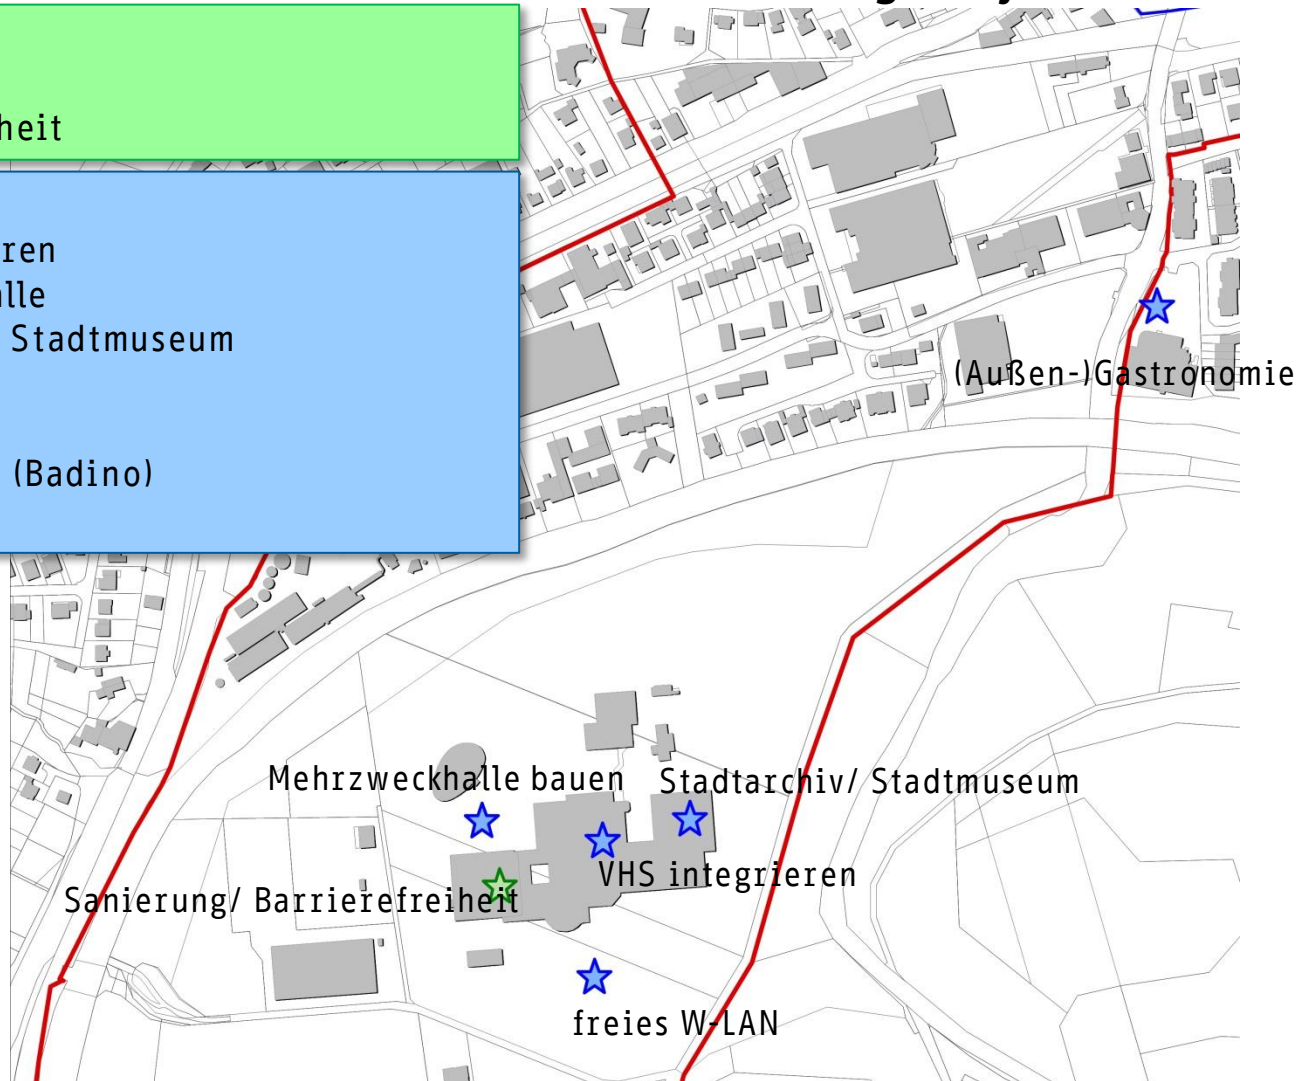 heit
ren
lle
Stadtmuseum
(Badino)
(Außen-)Gastronomie
Mehrzweckhalle bauen
Stadtarchiv/ Stadtmuseum
VHS integrieren
Sanierung/ Barrierefreiheit
freies W-LAN